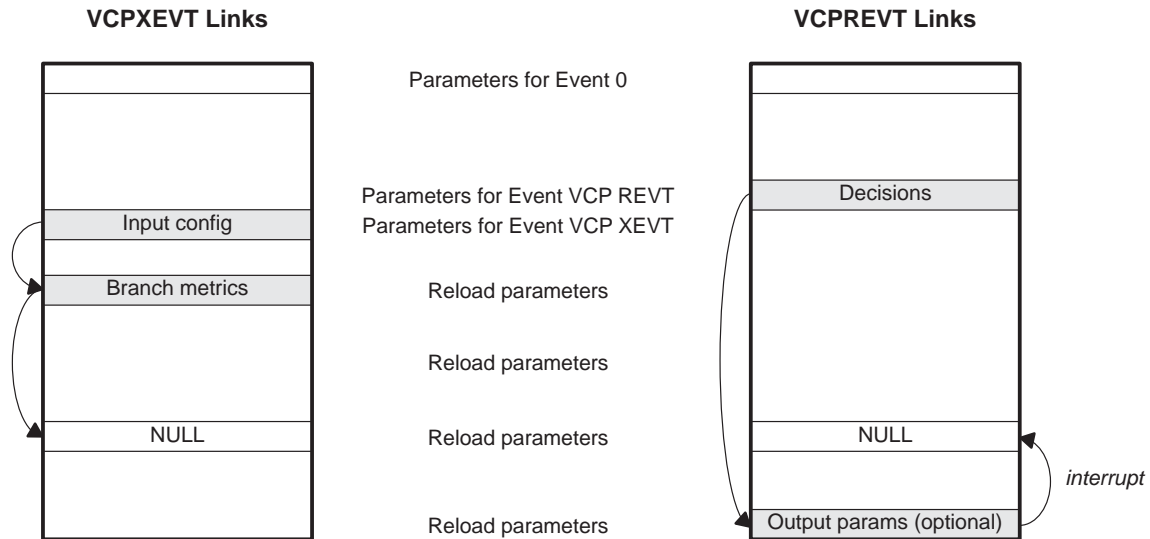 VCPXEVT Links
VCPREVT Links
Parameters for Event 0
Parameters for Event VCP REVT
Decisions
Input config
Parameters for Event VCP XEVT
Branch metrics
Reload parameters
Reload parameters
NULL
Reload parameters
NULL
interrupt
Reload parameters
Output params (optional)